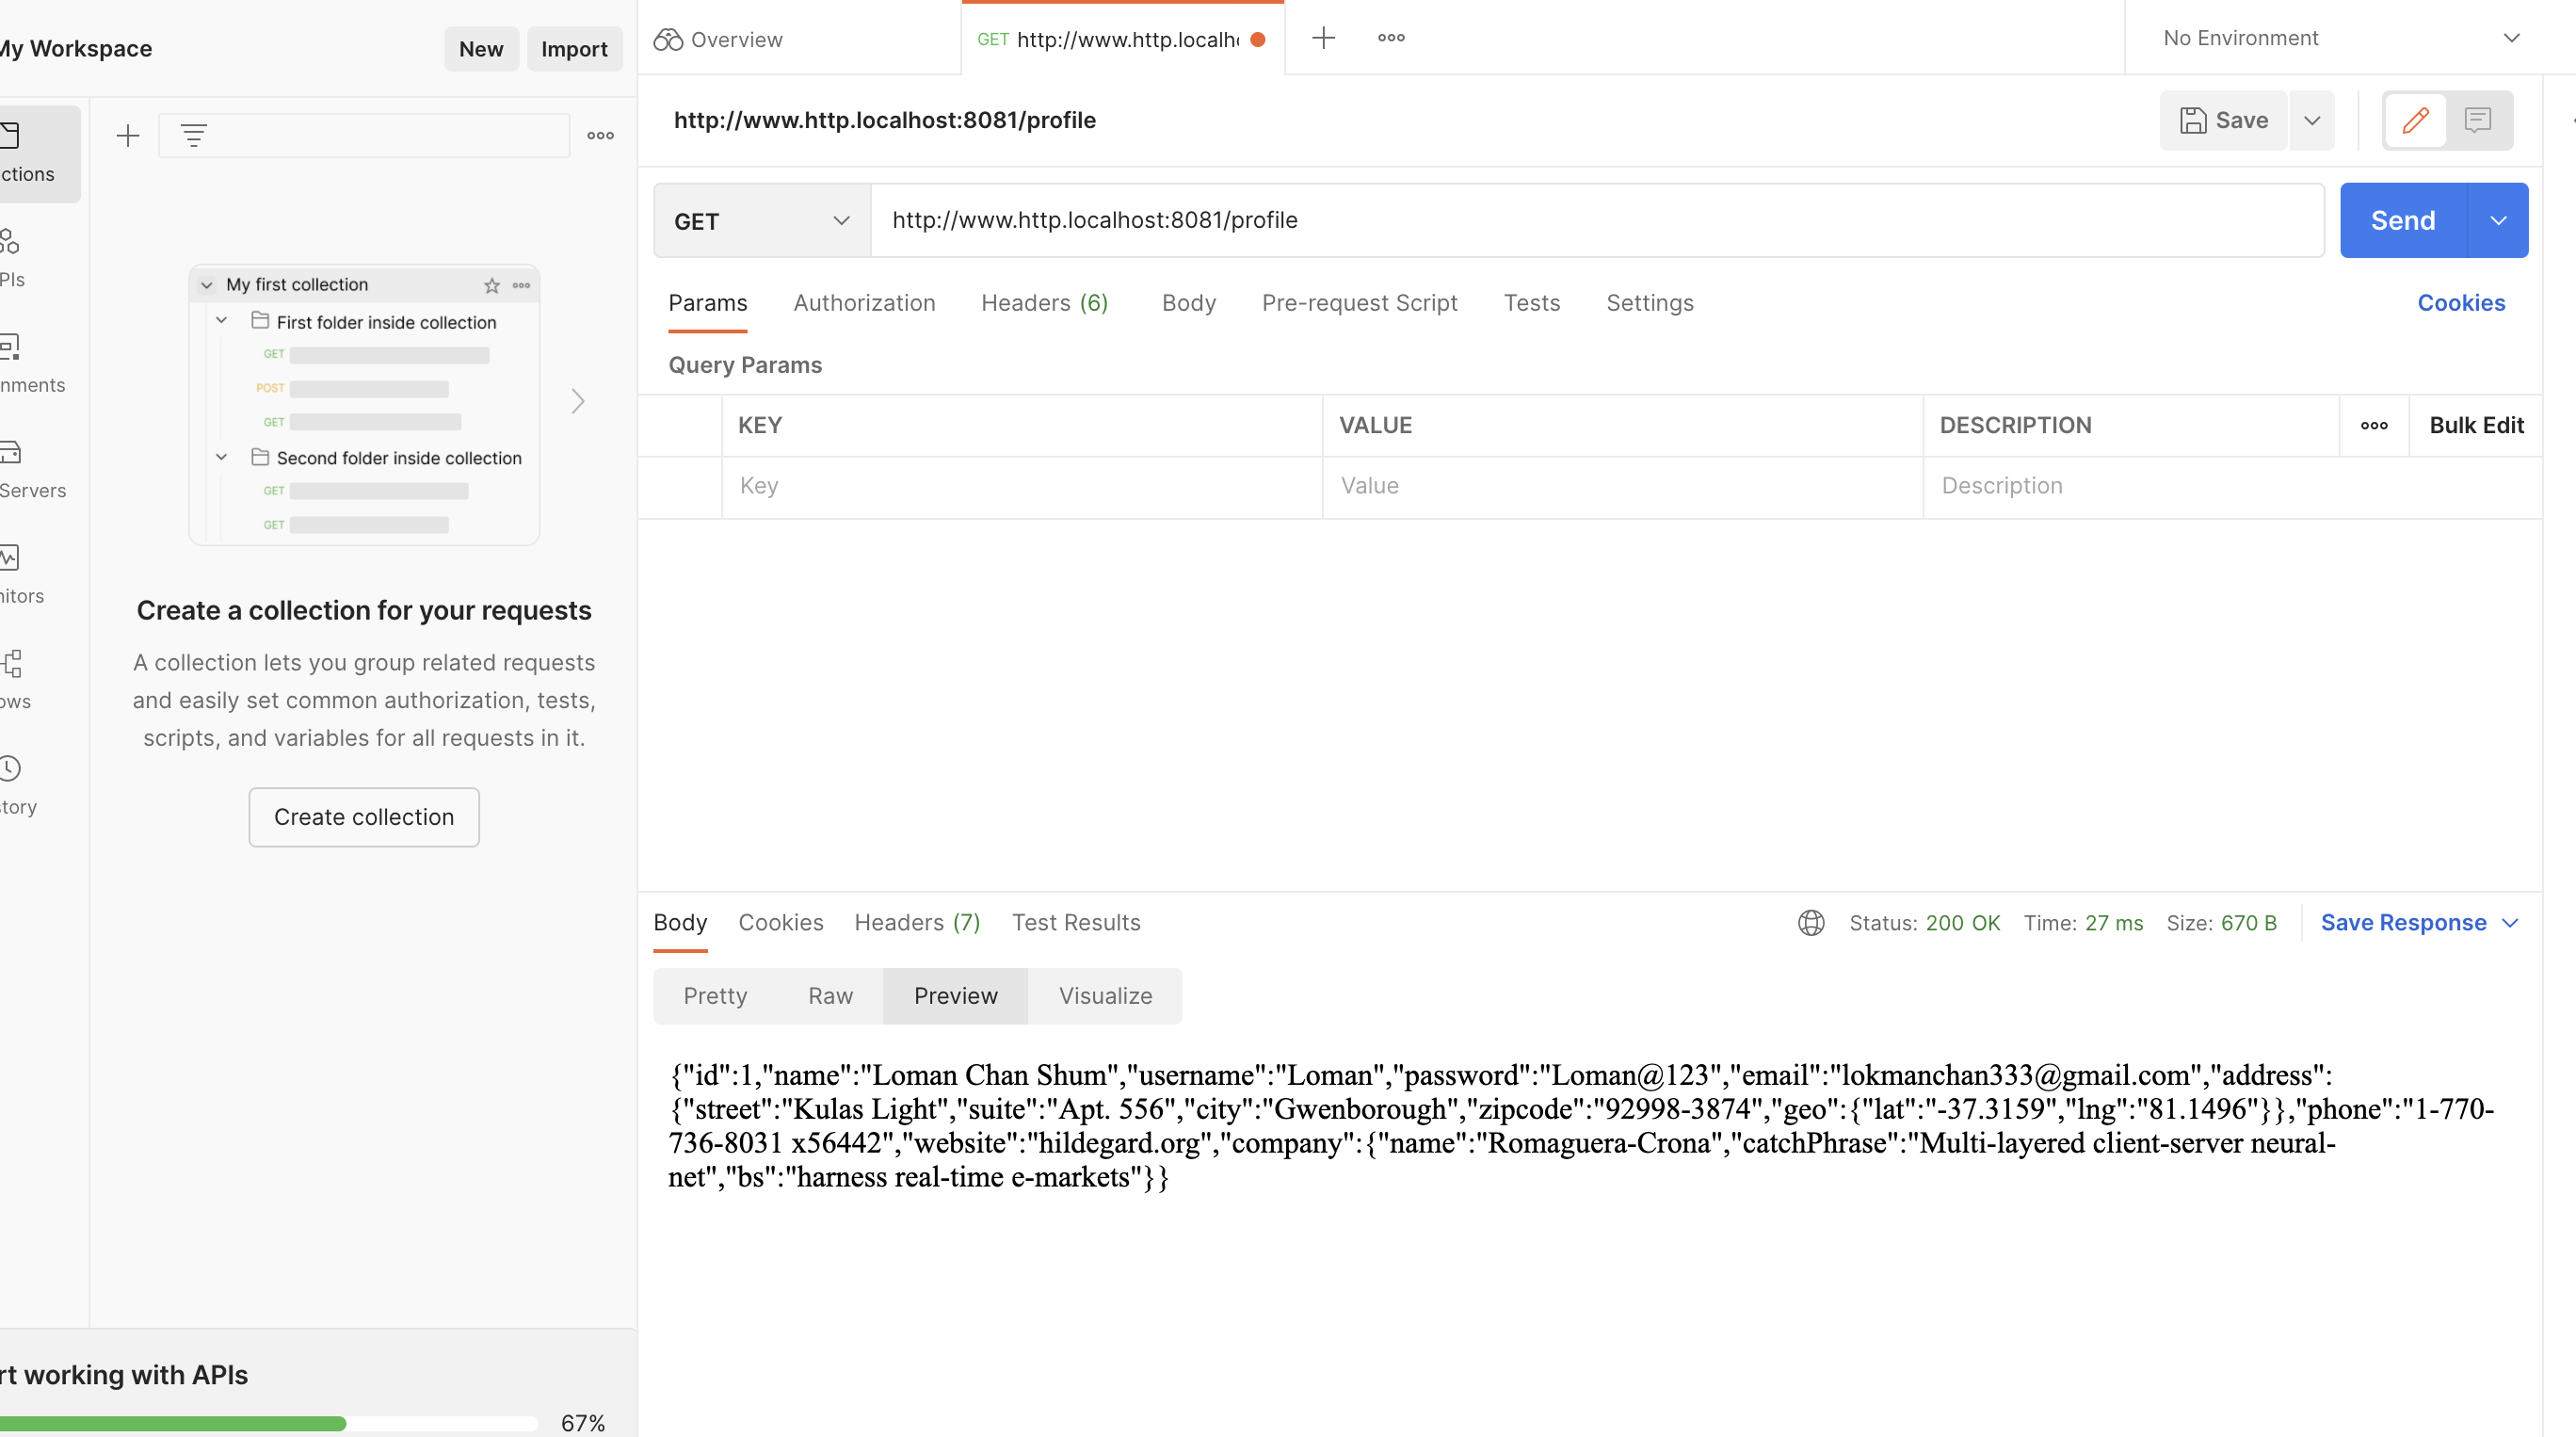 My Workspace
New
Import
Overview
GET http://www.http.localh
No Environment
ctions
PIs
nments
Servers
nitors
ows
story
My first collection
First folder inside collection
GET
POST
GET
Second folder inside collection
GET
GET
Create a collection for your requests
A collection lets you group related requests
and easily set common authorization, tests,
scripts, and variables for all requests in it.
Create collection
rt working with APIs
67%
http://www.http.localhost:8081/profile
Save
GET
http://www.http.localhost:8081/profile
Send
Params Authorization Headers (6) Body Pre-request Script Tests Settings Cookies
Query Params
KEY VALUE DESCRIPTION Bulk Edit
Key Value Description
Body Cookies Headers (7) Test Results Status: 200 OK Time: 27 ms Size: 670 B Save Response
Pretty Raw Preview Visualize
{"id":1,"name":"Loman Chan Shum","username":"Loman","password":"Loman@123","email":"lokmanchan333@gmail.com","address":
{"street":"Kulas Light","suite":"Apt. 556","city":"Gwenborough","zipcode":"92998-3874","geo":{"lat":"-37.3159","lng":"81.1496"}},"phone":"1-770-
736-8031 x56442","website":"hildegard.org","company":{"name":"Romaguera-Crona","catchPhrase":"Multi-layered client-server neural-
net","bs":"harness real-time e-markets"}}